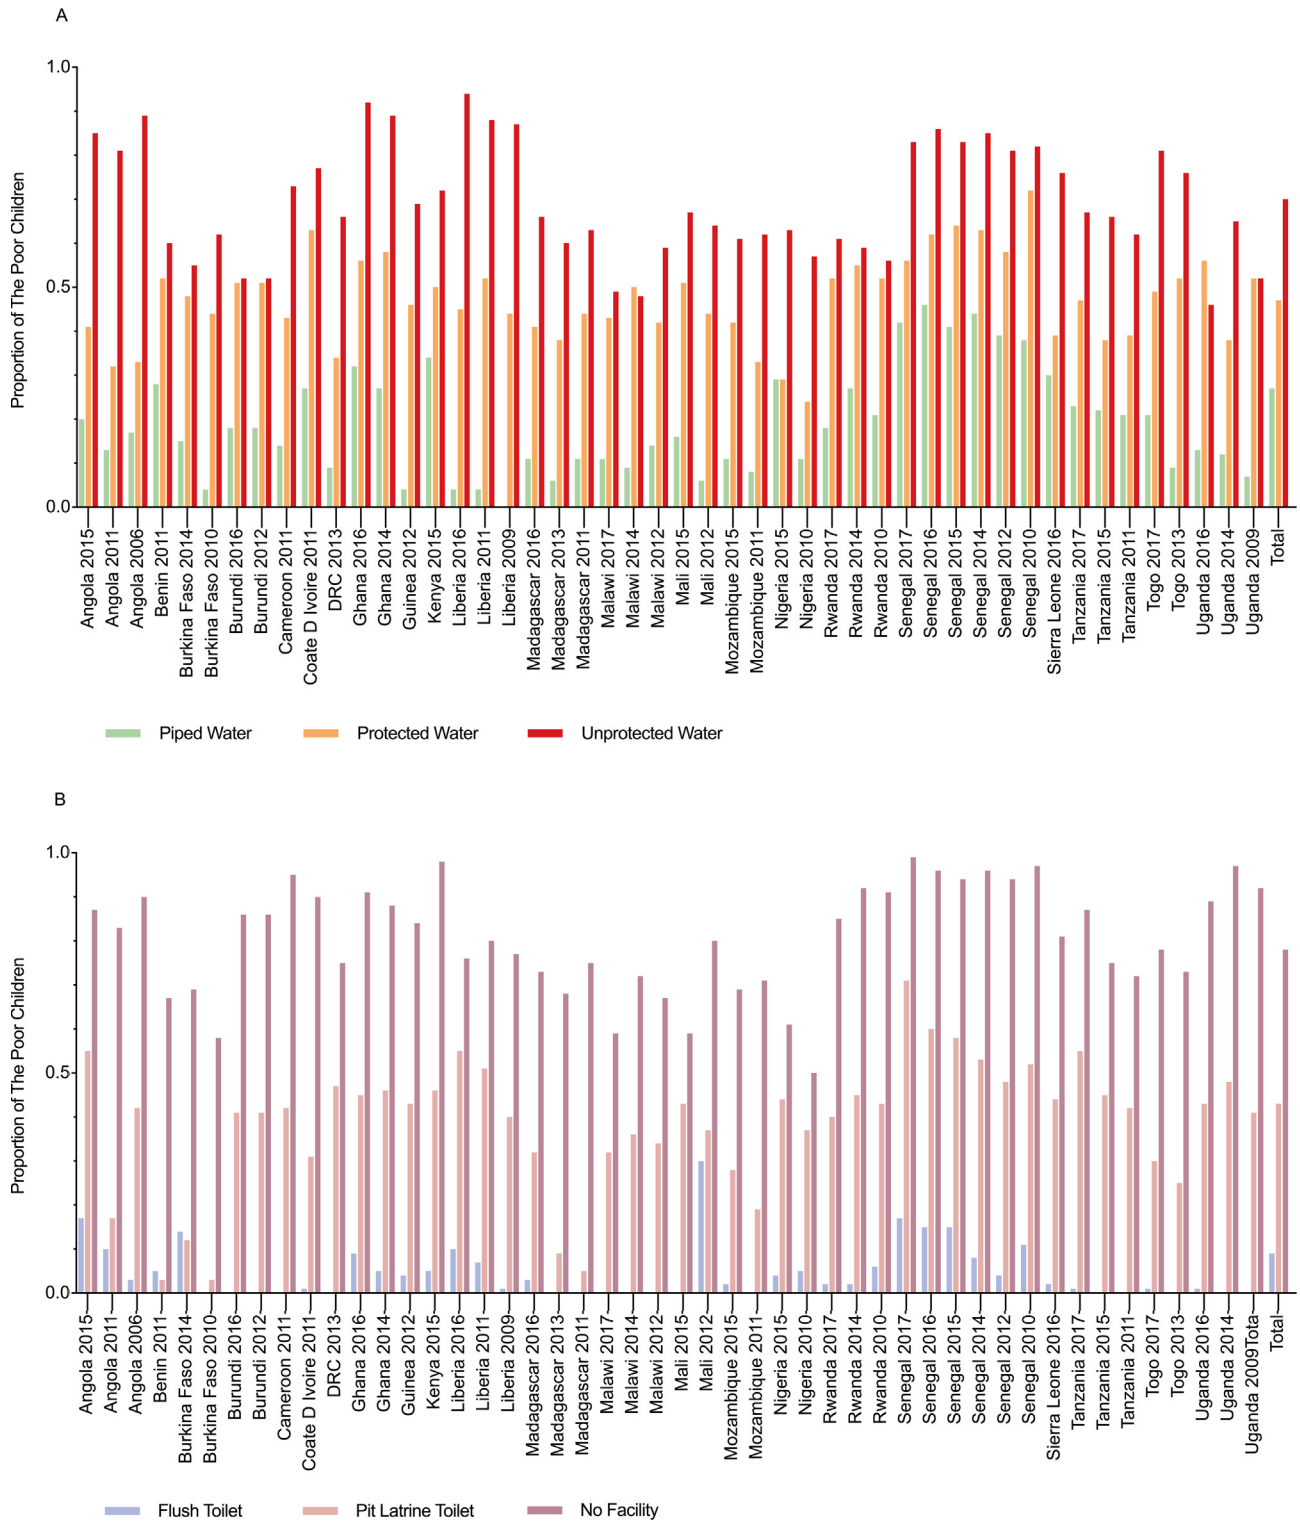 A
1.0
0.5
0.0
Proportion of The Poor Children
Angola 2015
Angola 2011
Angola 2006
Benin 2011
Burkina Faso 2014
Burkina Faso 2010
Burundi 2016
Burundi 2012
Cameroon 2011
Coate D Ivoire 2011
DRC 2013
Ghana 2016
Ghana 2014
Guinea 2012
Kenya 2015
Liberia 2016
Liberia 2011
Liberia 2009
Madagascar 2016
Madagascar 2013
Madagascar 2011
Malawi 2017
Malawi 2014
Malawi 2012
Mali 2015
Mali 2012
Mozambique 2015
Mozambique 2011
Nigeria 2015
Nigeria 2010
Rwanda 2017
Rwanda 2014
Rwanda 2010
Senegal 2017
Senegal 2016
Senegal 2015
Senegal 2014
Senegal 2012
Senegal 2010
Sierra Leone 2016
Tanzania 2017
Tanzania 2015
Tanzania 2011
Togo 2017
Togo 2013
Uganda 2016
Uganda 2014
Uganda 2009
Total
Piped Water
Protected Water
Unprotected Water
B
1.0
0.5
0.0
Proportion of The Poor Children
Angola 2015
Angola 2011
Angola 2006
Benin 2011
Burkina Faso 2014
Burkina Faso 2010
Burundi 2016
Burundi 2012
Cameroon 2011
Coate D Ivoire 2011
DRC 2013
Ghana 2016
Ghana 2014
Guinea 2012
Kenya 2015
Liberia 2016
Liberia 2011
Liberia 2009
Madagascar 2016
Madagascar 2013
Madagascar 2011
Malawi 2017
Malawi 2014
Malawi 2012
Mali 2015
Mali 2012
Mozambique 2015
Mozambique 2011
Nigeria 2015
Nigeria 2010
Rwanda 2017
Rwanda 2014
Rwanda 2010
Senegal 2017
Senegal 2016
Senegal 2015
Senegal 2014
Senegal 2012
Senegal 2010
Sierra Leone 2016
Tanzania 2017
Tanzania 2015
Tanzania 2011
Togo 2017
Togo 2013
Uganda 2016
Uganda 2014
Uganda 2009Tota
Total
Flush Toilet
Pit Latrine Toilet
No Facility